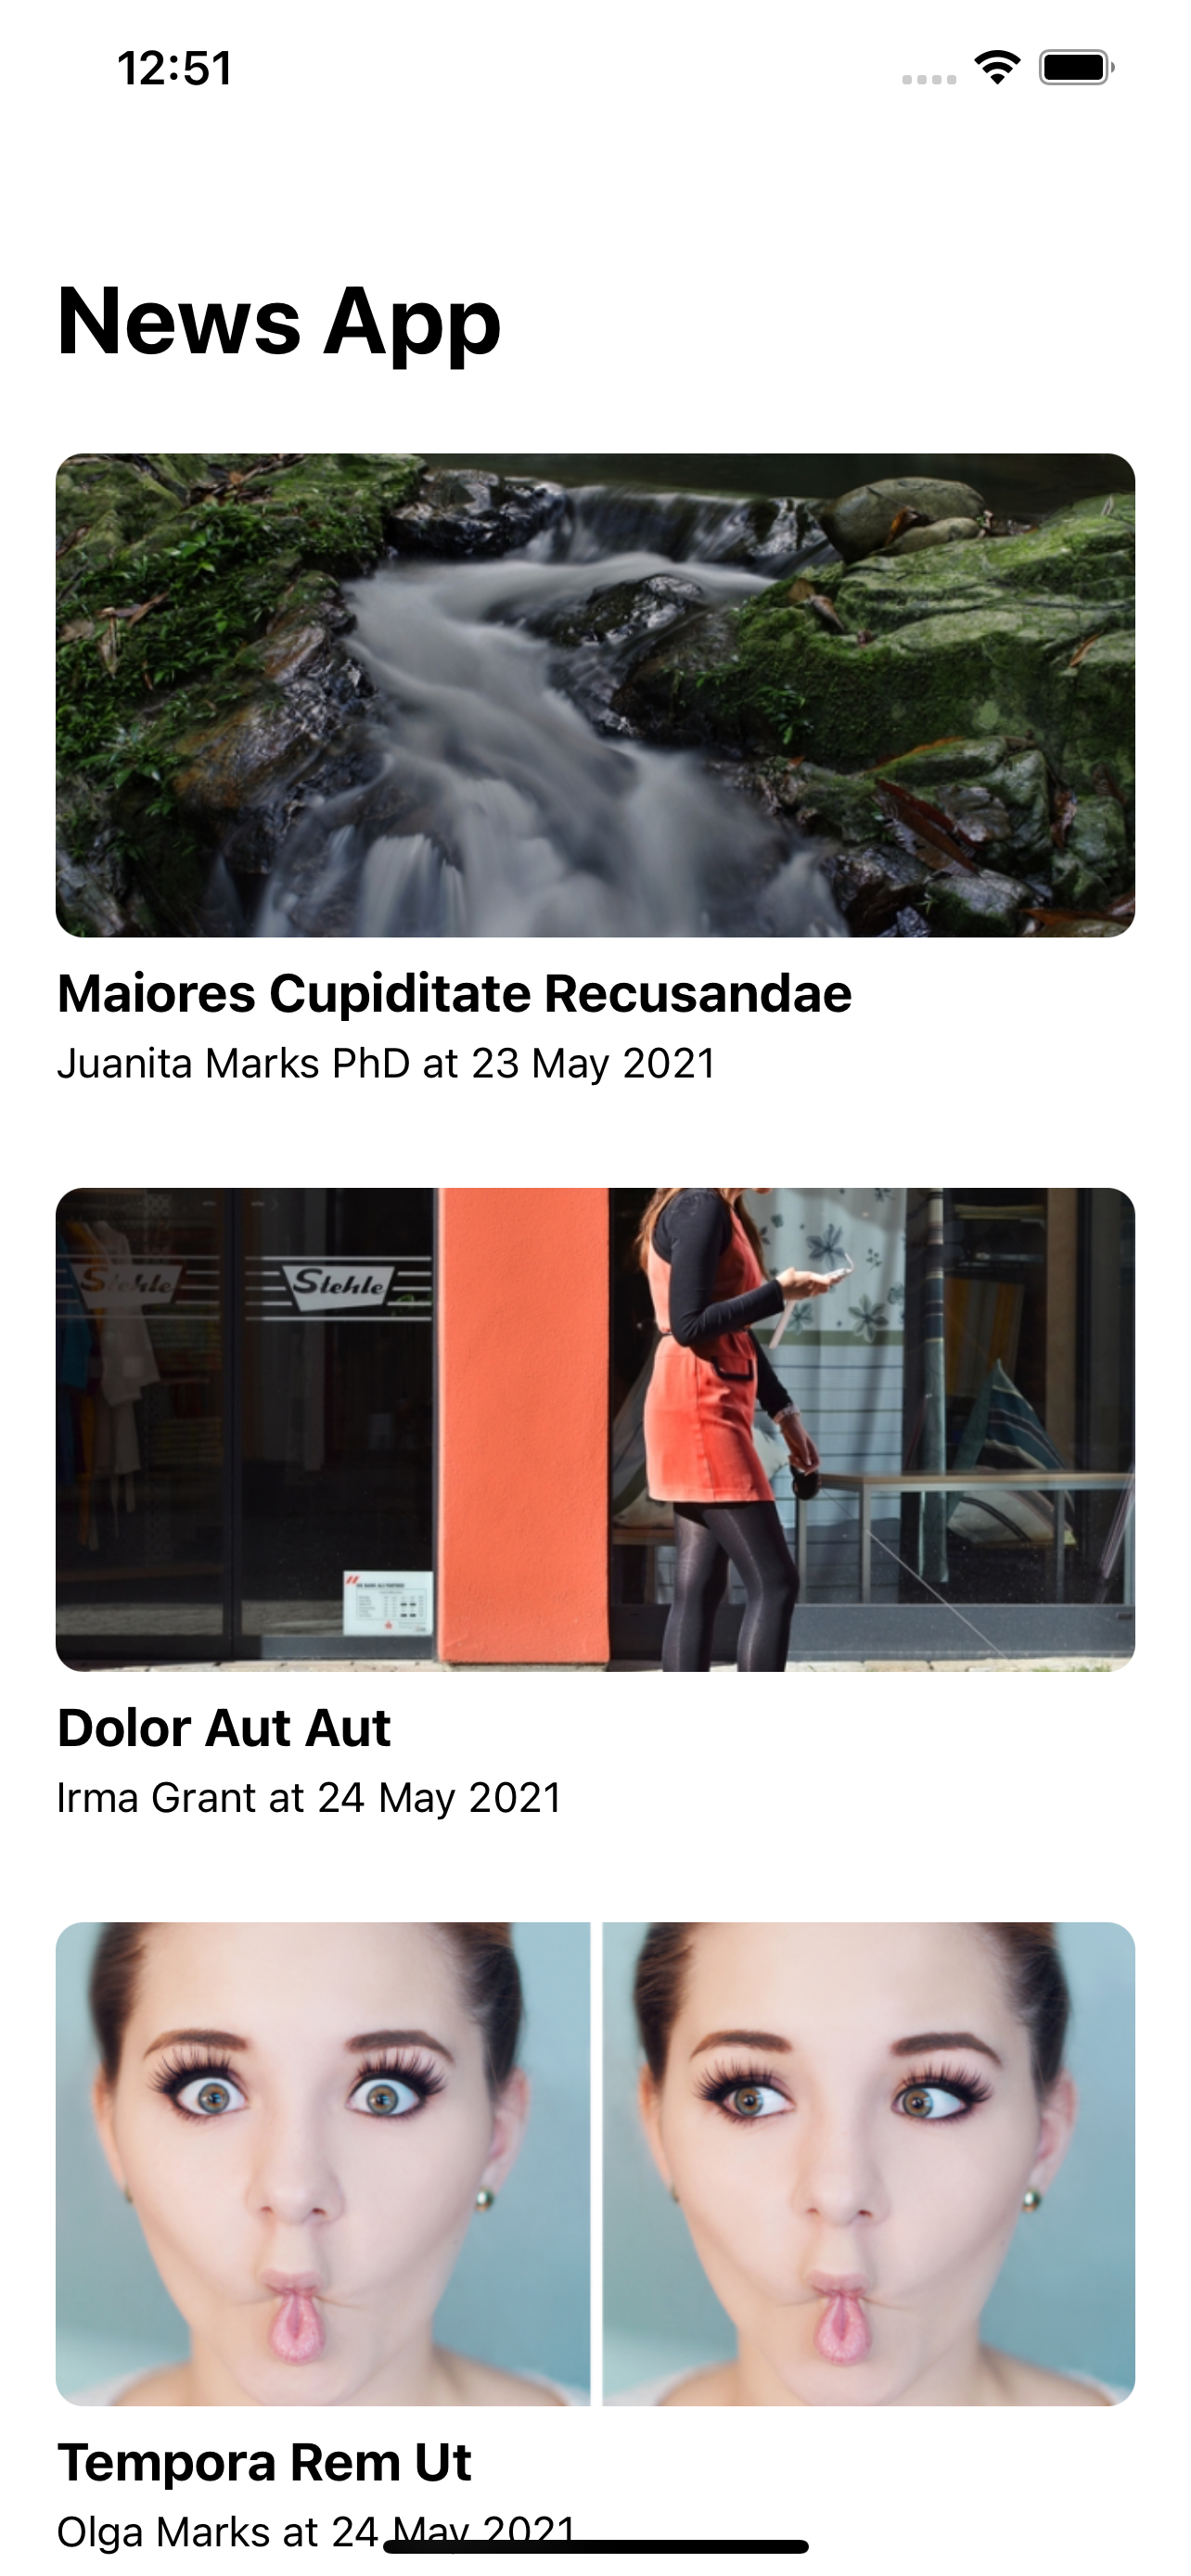 12:51
News App
Maiores Cupiditate Recusandae
Juanita Marks PhD at 23 May 2021
Stehle
Stehle
Dolor Aut Aut
Irma Grant at 24 May 2021
Tempora Rem Ut
Olga Marks at 24 May 2021